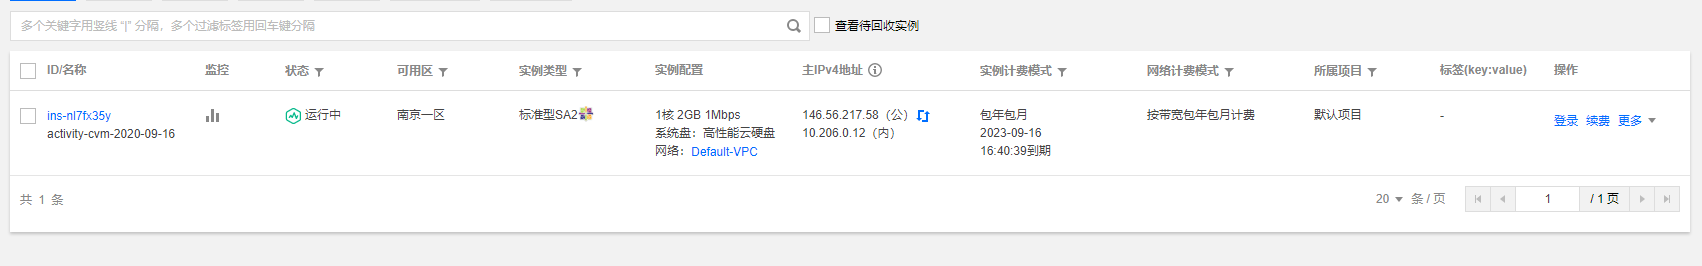 多个关键字用竖线 “|” 分隔，多个过滤标签用回车键分隔
查看待回收实例
ID/名称 监控 状态 可用区 实例类型 实例配置 主IPv4地址 实例计费模式 网络计费模式 所属项目 标签(key:value) 操作
ins-nl7fx35y 运行中 南京一区 标准型SA2 1核 2GB 1Mbps 146.56.217.58（公） 包年包月 按带宽包年包月计费 默认项目 - 登录 续费 更多
activity-cvm-2020-09-16 系统盘：高性能云硬盘 10.206.0.12（内） 2023-09-16
网络：Default-VPC 16:40:39到期
共 1 条 20 条 / 页 1 / 1 页